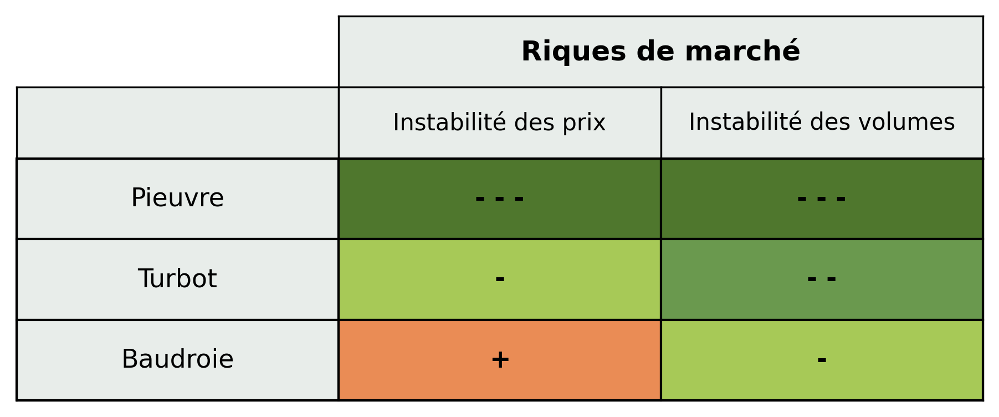 Riques de marché
Instabilité des prix Instabilité des volumes
Pieuvre - - - - - -
Turbot - - -
Baudroie + -